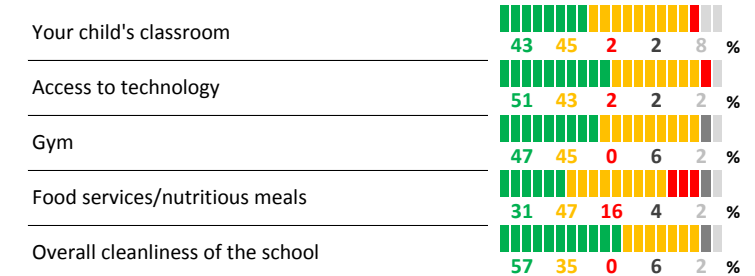 Your child's classroom
43 45 2 2 8 %
Access to technology
51 43 2 2 2 %
Gym
47 45 0 6 2 %
Food services/nutritious meals
31 47 16 4 2 %
Overall cleanliness of the school
57 35 0 6 2 %